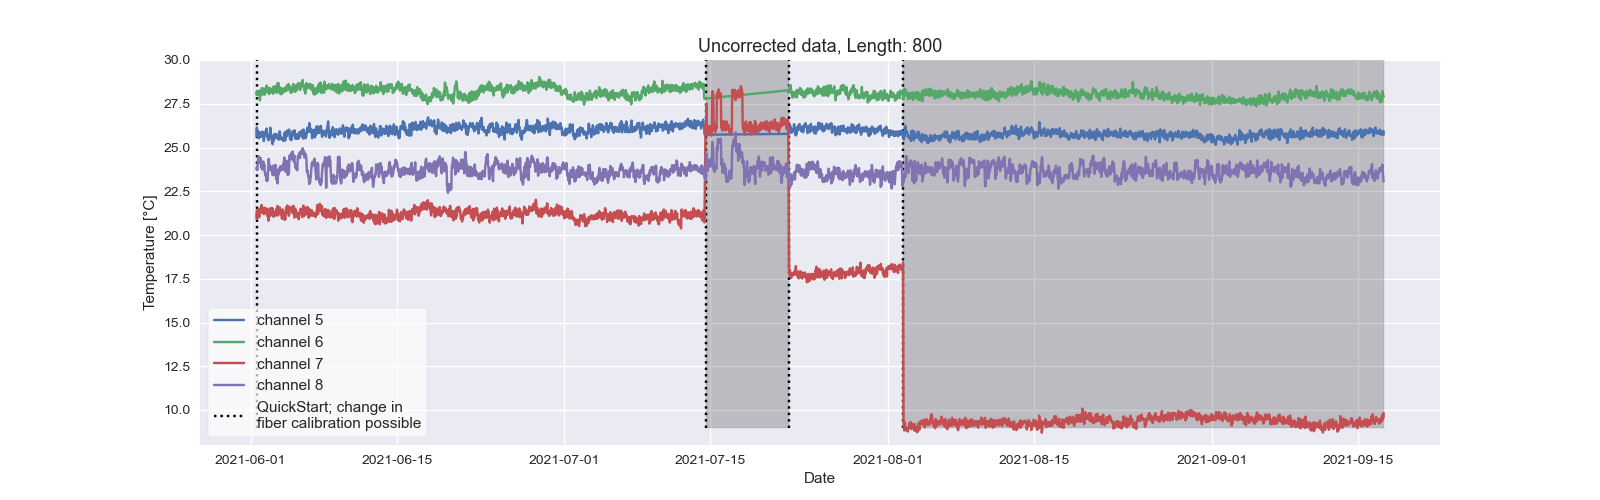 Uncorrected data, Length: 800
30.0
27.5
25.0
22.5
20.0
17.5
15.0
12.5
10.0
Temperature [°C]
channel 5
channel 6
channel 7
channel 8
QuickStart; change in
fiber calibration possible
2021-06-01
2021-06-15
2021-07-01
2021-07-15
2021-08-01
2021-08-15
2021-09-01
2021-09-15
Date